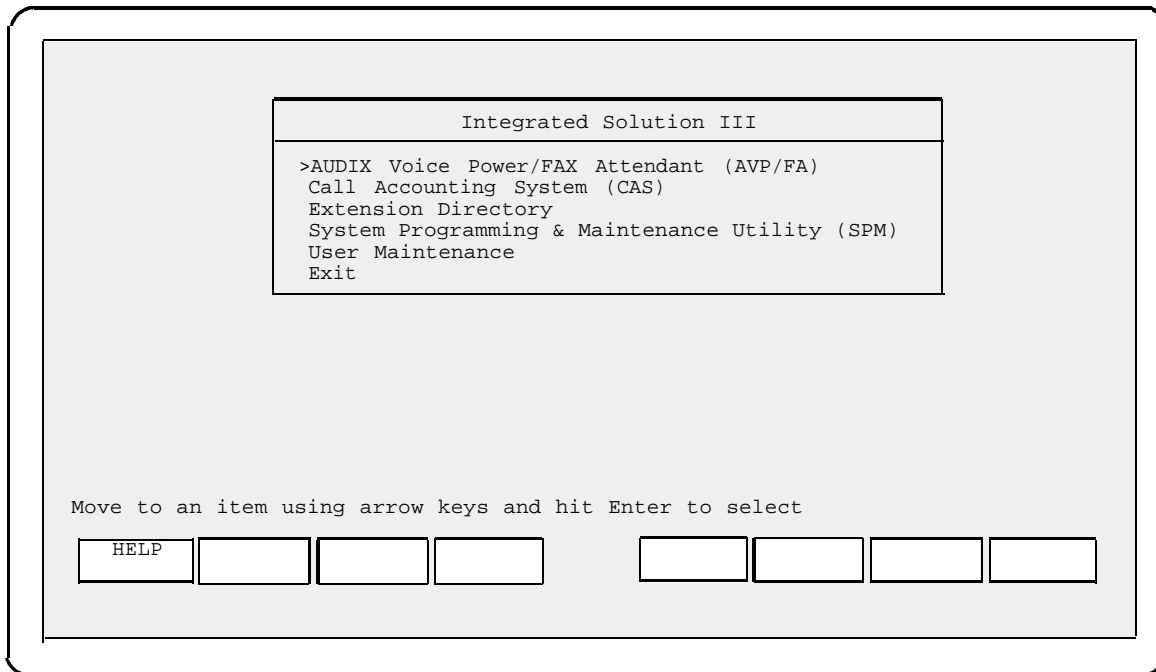 Integrated Solution III
>AUDIX Voice Power/FAX Attendant (AVP/FA)
Call Accounting System (CAS)
Extension Directory
System Programming & Maintenance Utility (SPM)
User Maintenance
Exit
Move to an item using arrow keys and hit Enter to select
HELP